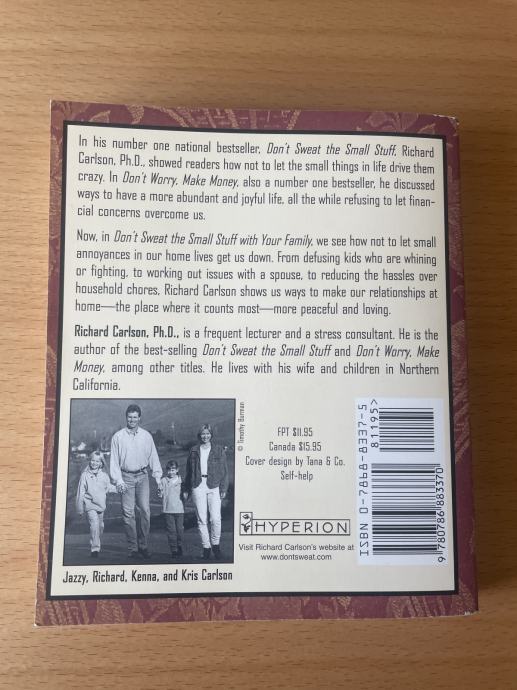 In his number one national bestseller, Don't Sweat the Small Stuff, Richard
Carlson, Ph.D., showed readers how not to let the small things in life drive them
crazy. In Don't Worry, Make Money, also a number one bestseller, he discussed
ways to have a more abundant and joyful life, all the while refusing to let finan-
cial concerns overcome us.
Now, in Don't Sweat the Small Stuff with Your Family, we see how not to let small
annoyances in our home lives get us down. From defusing kids who are whining
or fighting, to working out issues with a spouse, to reducing the hassles over
household chores, Richard Carlson shows us ways to make our relationships at
home—the place where it counts most—more peaceful and loving.
Richard Carlson, Ph.D., is a frequent lecturer and a stress consultant. He is the
author of the best-selling Don't Sweat the Small Stuff and Don't Worry, Make
Money, among other titles. He lives with his wife and children in Northern
California.
© Timothy Burman
Jazzy, Richard, Kenna, and Kris Carlson
FPT $11.95
Canada $15.95
Cover design by Tana & Co.
Self-help
HYPERION
Visit Richard Carlson's website at
www.dontsweat.com
ISBN 0-7868-8337-5
81195>
9 780786 883370